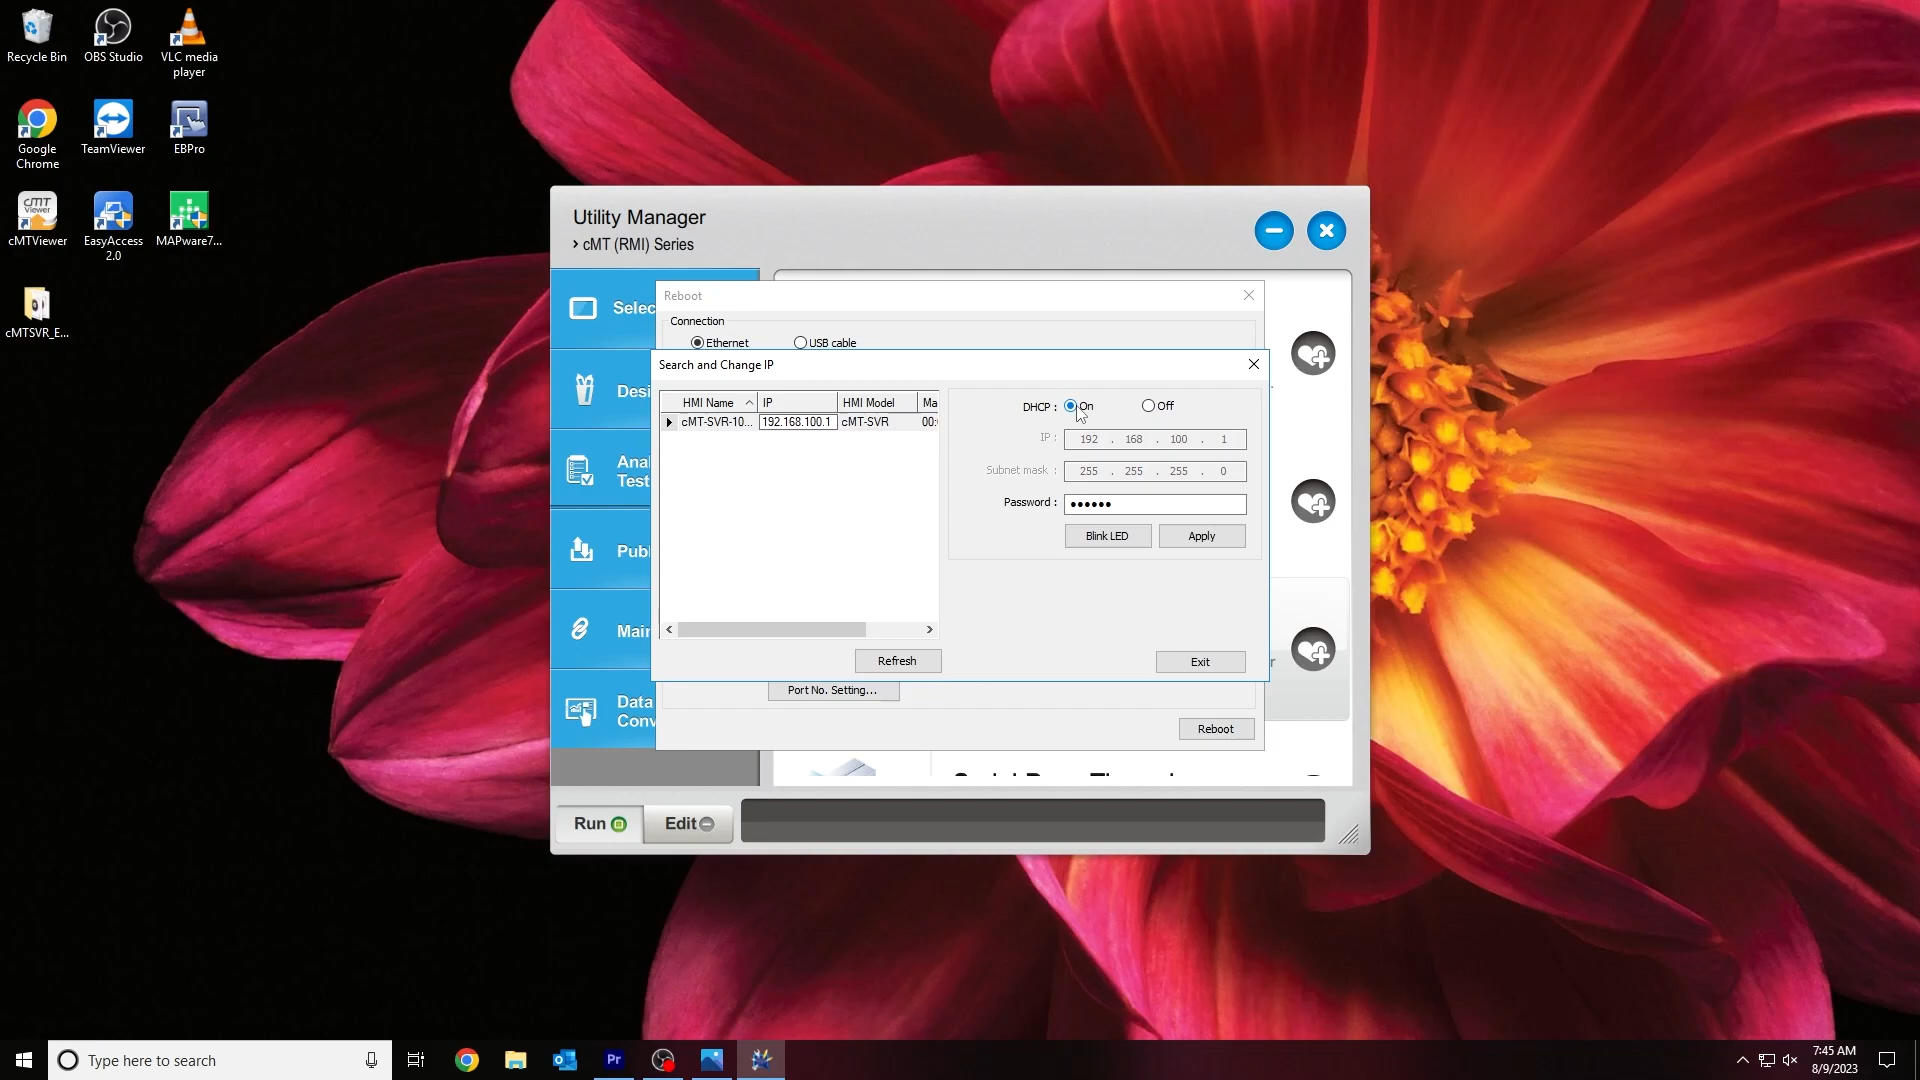 Recycle Bin
OBS Studio
VLC media
player
Google
Chrome
TeamViewer
EBPro
CMT
Viewer
cMTViewer
EasyAccess
2.0
MAPware7...
cMTSVR_E...
Utility Manager
› cMT (RMI) Series
Reboot
Connection
Ethernet
USB cable
Search and Change IP
HMI Name
IP
HMI Model
Ma
cMT-SVR-10...
192.168.100.1
cMT-SVR
00:
DHCP :
On
Off
IP :
192 . 168 . 100 . 1
Subnet mask :
255 . 255 . 255 . 0
Password :
••••••
Blink LED
Apply
Refresh
Exit
Port No. Setting...
Reboot
Selec
Desi
Anal
Test
Publ
Main
Data
Conv
Run
Edit
Type here to search
Pr
7:45 AM
8/9/2023